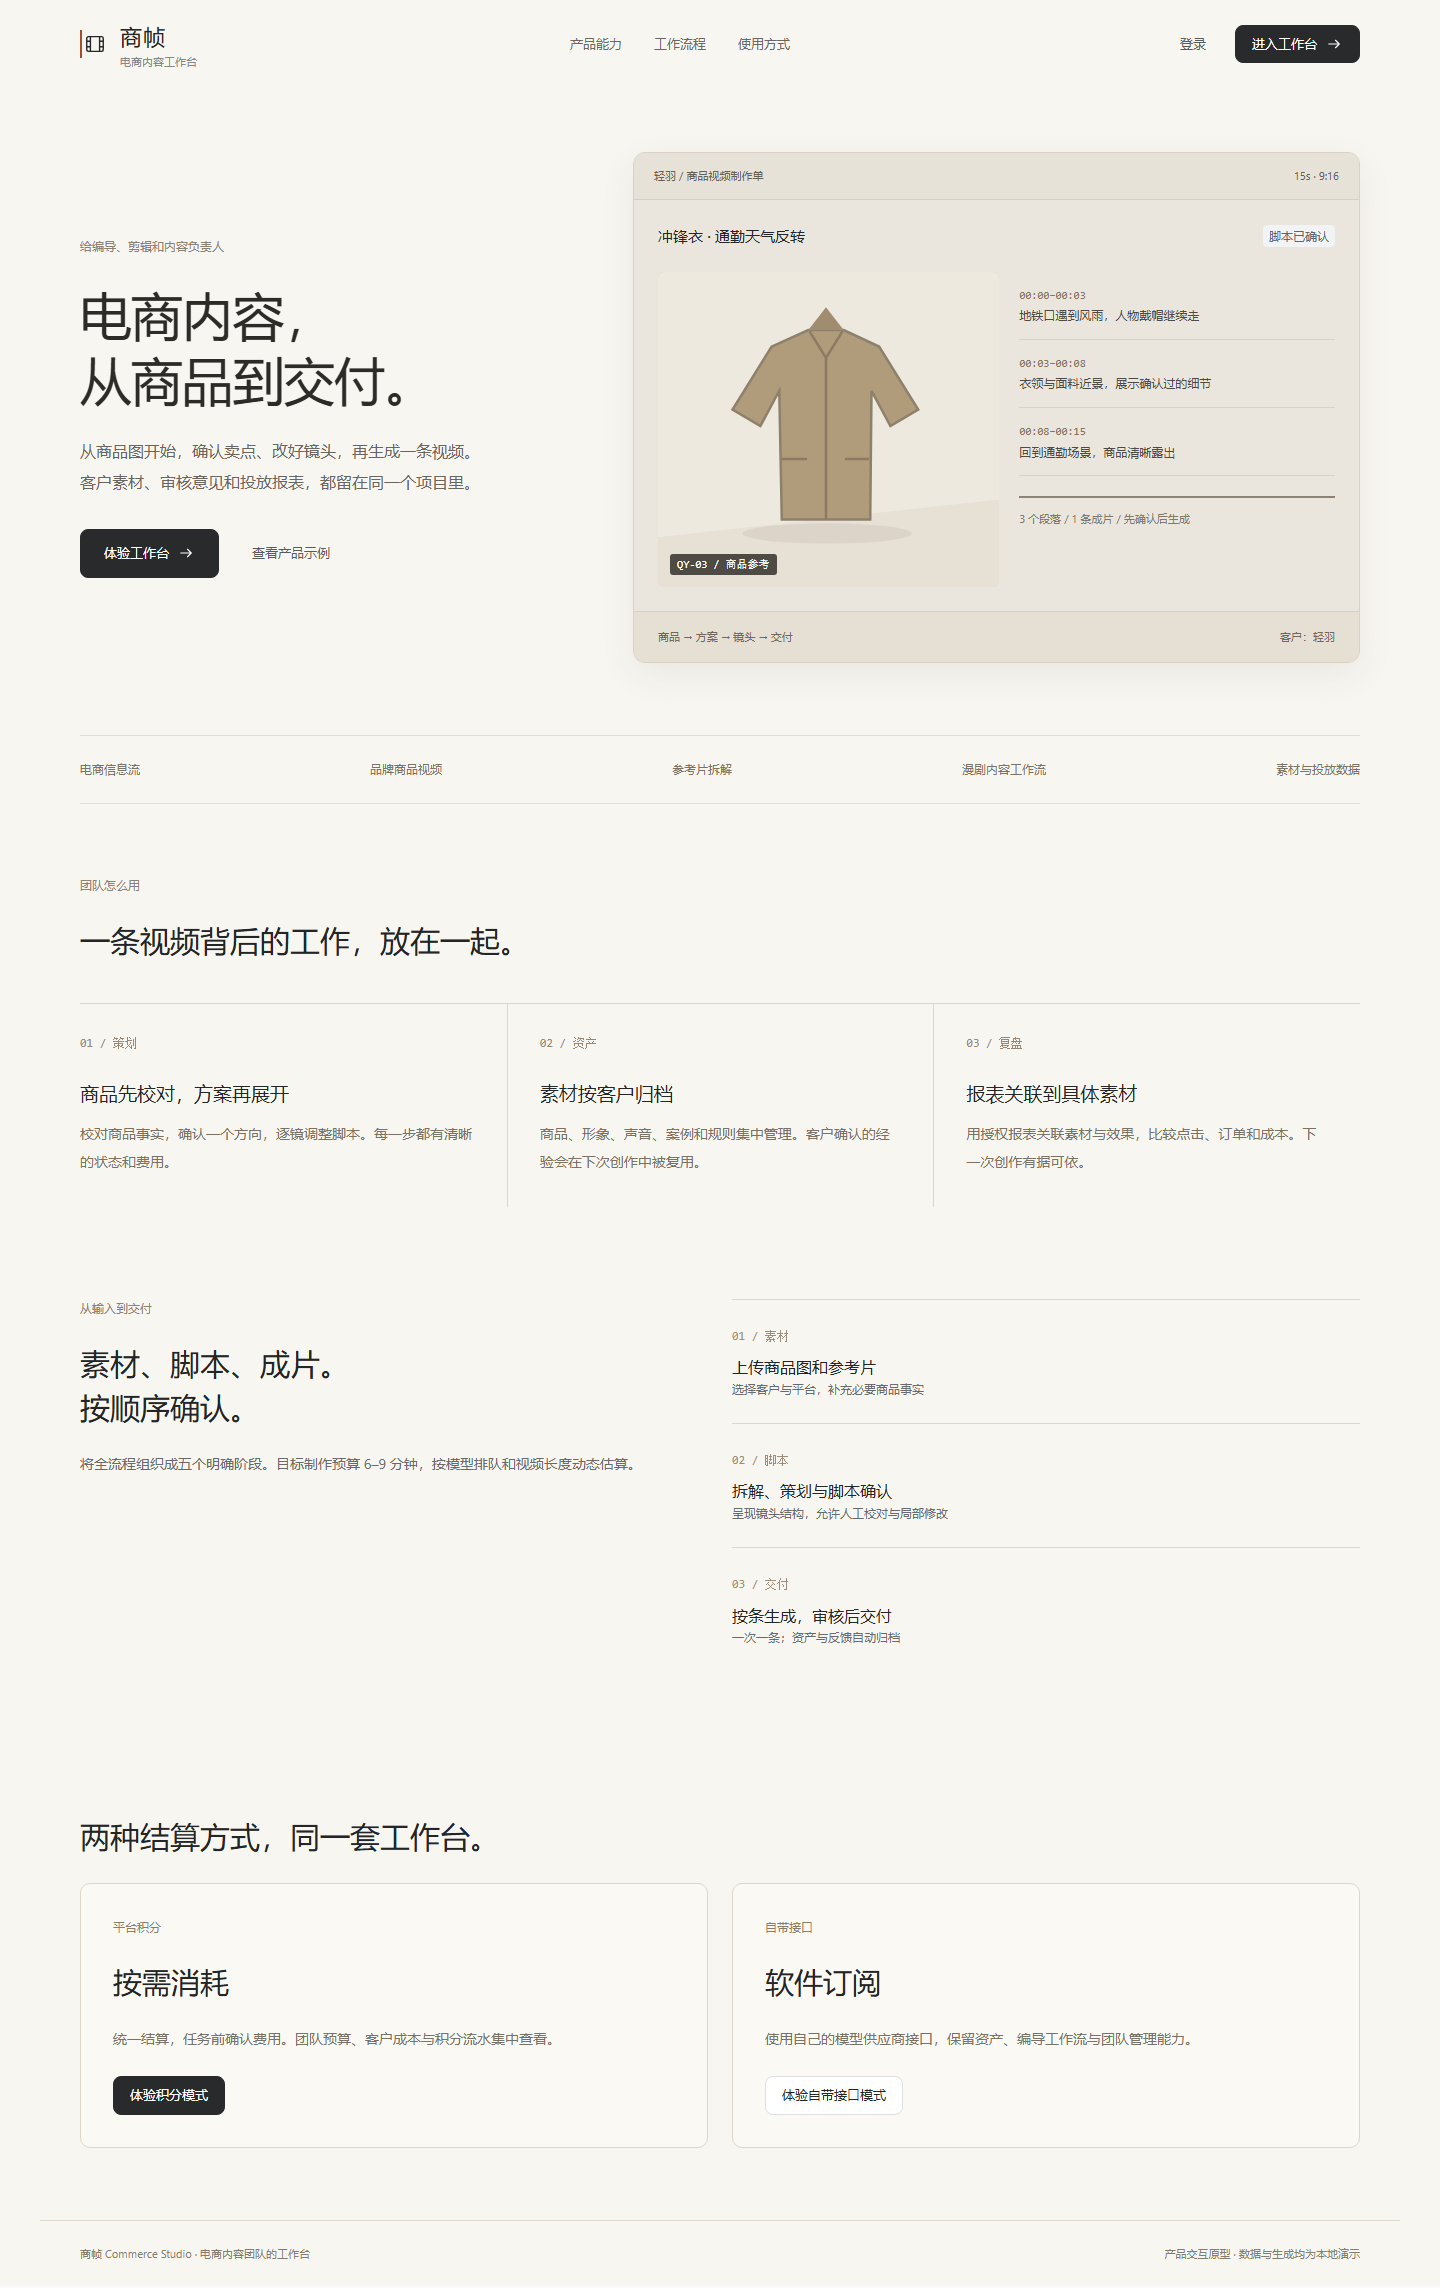 商帧
电商内容工作台
产品能力
工作流程
使用方式
登录
进入工作台 →
给编导、剪辑和内容负责人
电商内容，
从商品到交付。
从商品图开始，确认卖点、改好镜头，再生成一条视频。
客户素材、审核意见和投放报表，都留在同一个项目里。
体验工作台 →
查看产品示例
轻羽 / 商品视频制作单
15s · 9:16
冲锋衣 · 通勤天气反转
脚本已确认
QY-03 / 商品参考
00:00–00:03
地铁口遇到风雨，人物戴帽继续走
00:03–00:08
衣领与面料近景，展示确认过的细节
00:08–00:15
回到通勤场景，商品清晰露出
3 个段落 / 1 条成片 / 先确认后生成
商品 → 方案 → 镜头 → 交付
客户：轻羽
电商信息流
品牌商品视频
参考片拆解
漫剧内容工作流
素材与投放数据
团队怎么用
一条视频背后的工作，放在一起。
01 / 策划
商品先校对，方案再展开
校对商品事实，确认一个方向，逐镜调整脚本。每一步都有清晰
的状态和费用。
02 / 资产
素材按客户归档
商品、形象、声音、案例和规则集中管理。客户确认的经
验会在下次创作中被复用。
03 / 复盘
报表关联到具体素材
用授权报表关联素材与效果，比较点击、订单和成本。下
一次创作有据可依。
从输入到交付
素材、脚本、成片。
按顺序确认。
将全流程组织成五个明确阶段。目标制作预算 6–9 分钟，按模型排队和视频长度动态估算。
01 / 素材
上传商品图和参考片
选择客户与平台，补充必要商品事实
02 / 脚本
拆解、策划与脚本确认
呈现镜头结构，允许人工校对与局部修改
03 / 交付
按条生成，审核后交付
一次一条；资产与反馈自动归档
两种结算方式，同一套工作台。
平台积分
按需消耗
统一结算，任务前确认费用。团队预算、客户成本与积分流水集中查看。
体验积分模式
自带接口
软件订阅
使用自己的模型供应商接口，保留资产、编导工作流与团队管理能力。
体验自带接口模式
商帧 Commerce Studio · 电商内容团队的工作台
产品交互原型 · 数据与生成均为本地演示